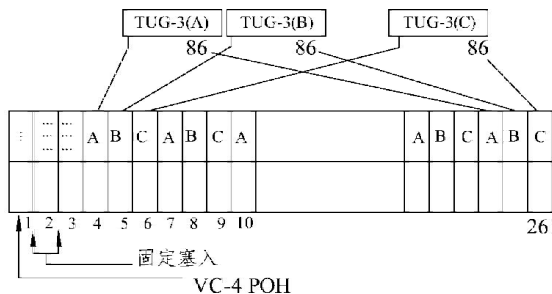 TUG-3(A) TUG-3(B) TUG-3(C)
86 86 86
A B C A B C A A B C A B C
1 2 3 4 5 6 7 8 9 10 26
固定塞入
VC-4 POH